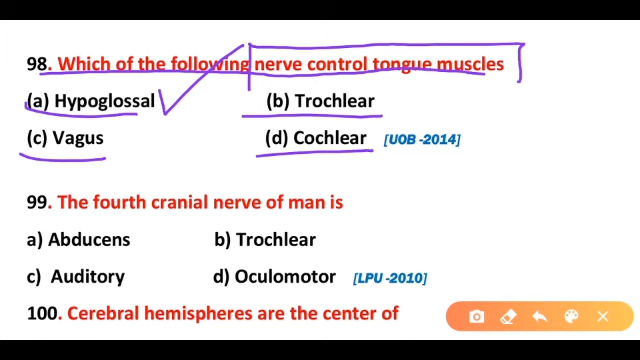 98. Which of the following nerve control tongue muscles
(a) Hypoglossal (b) Trochlear
(c) Vagus (d) Cochlear [UOB -2014]
99. The fourth cranial nerve of man is
a) Abducens b) Trochlear
c) Auditory d) Oculomotor [LPU -2010]
100. Cerebral hemispheres are the center of